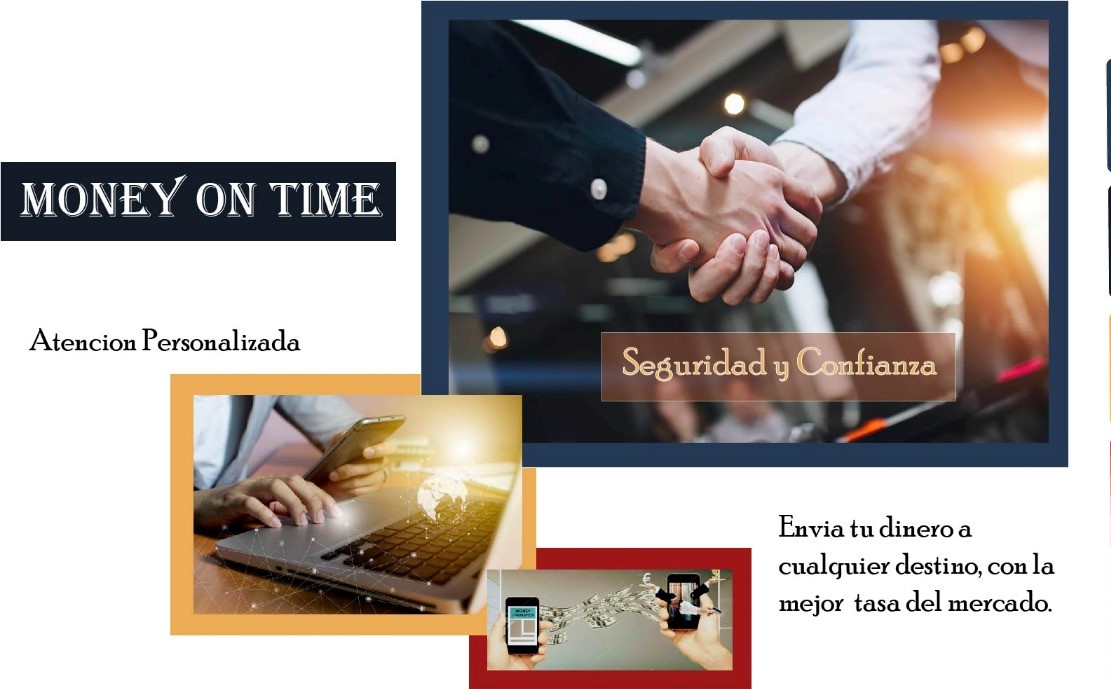 MONEY ON TIME
Atencion Personalizada
Seguridad y Confianza
Envia tu dinero a
cualquier destino, con la
mejor tasa del mercado.